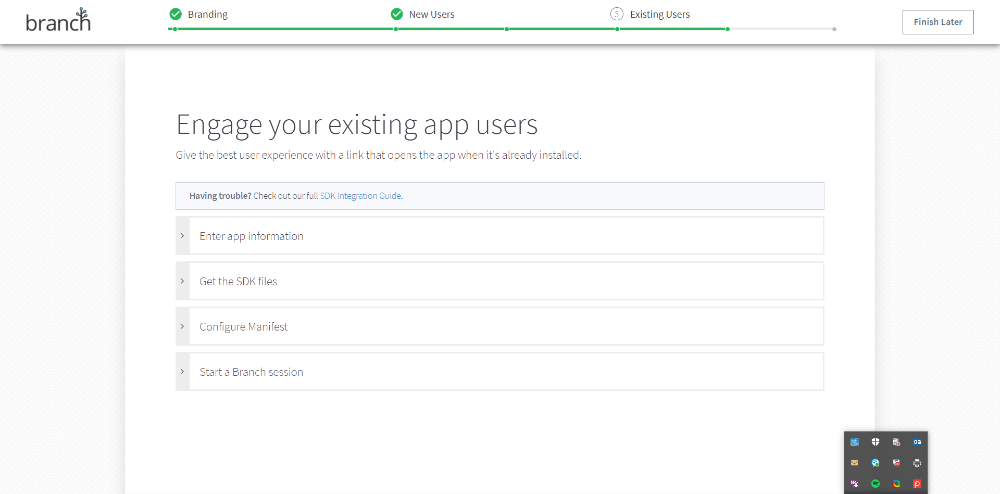 branch
Branding
New Users
3 Existing Users
Finish Later
Engage your existing app users
Give the best user experience with a link that opens the app when it's already installed.
Having trouble? Check out our full SDK Integration Guide.
Enter app information
Get the SDK files
Configure Manifest
Start a Branch session